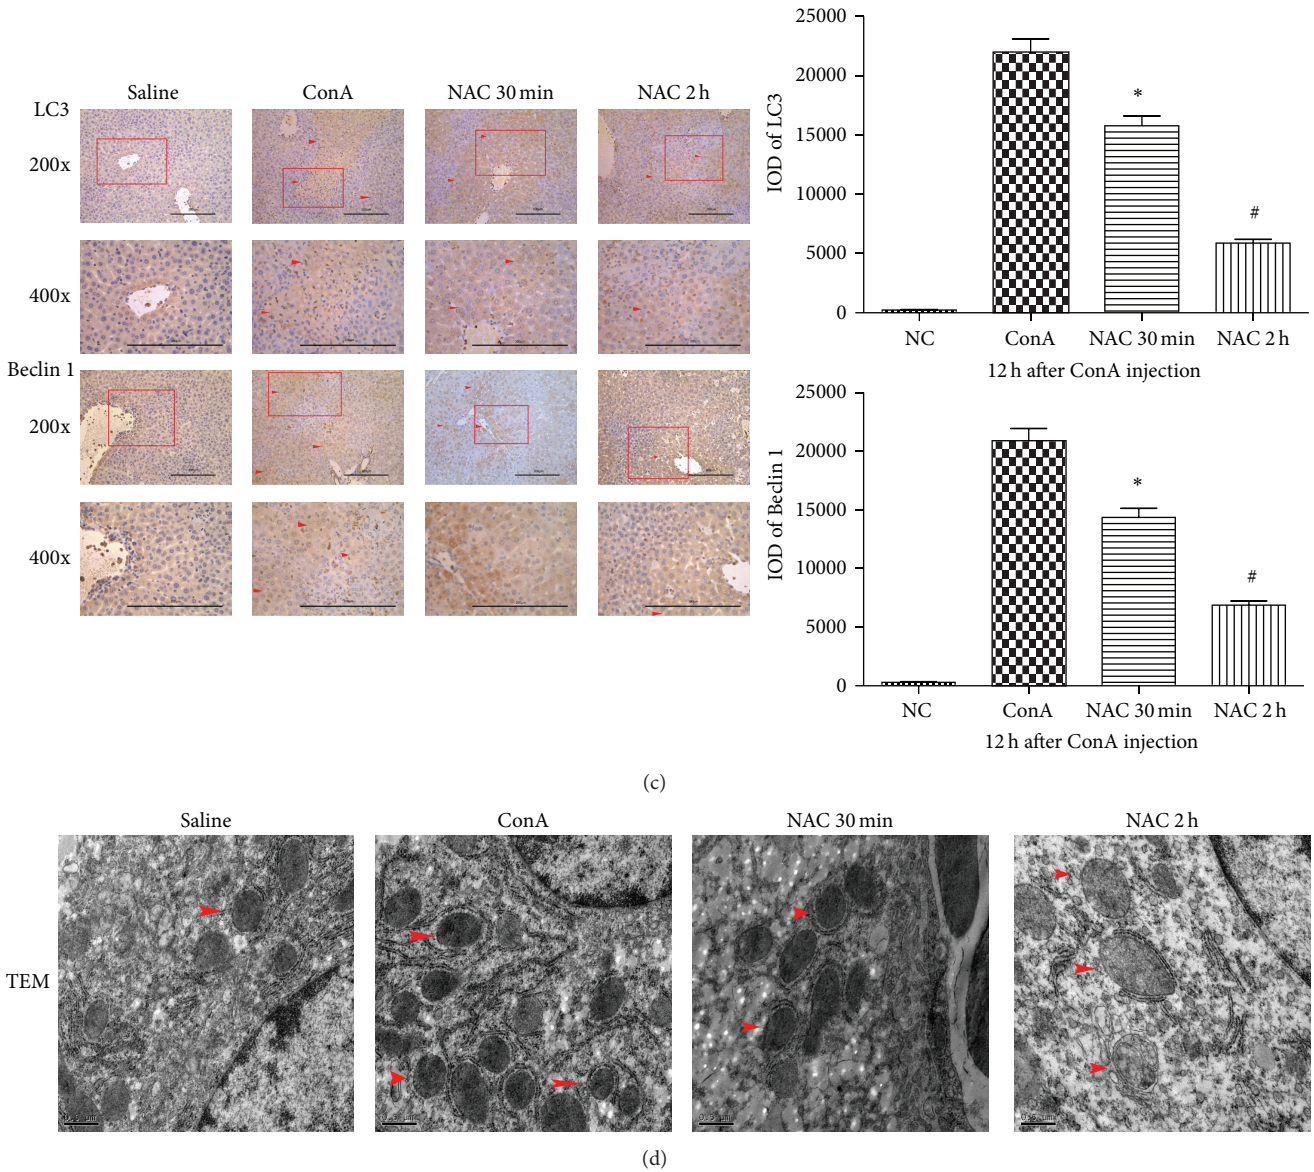 Saline ConA NAC 30 min NAC 2 h
LC3
200x
400x
Beclin 1
200x
400x
25000
20000
15000
10000
5000
0
IOD of LC3
*
#
NC ConA NAC 30 min NAC 2 h
12 h after ConA injection
25000
20000
15000
10000
5000
0
IOD of Beclin 1
*
#
NC ConA NAC 30 min NAC 2 h
12 h after ConA injection
(c)
Saline ConA NAC 30 min NAC 2 h
TEM
(d)